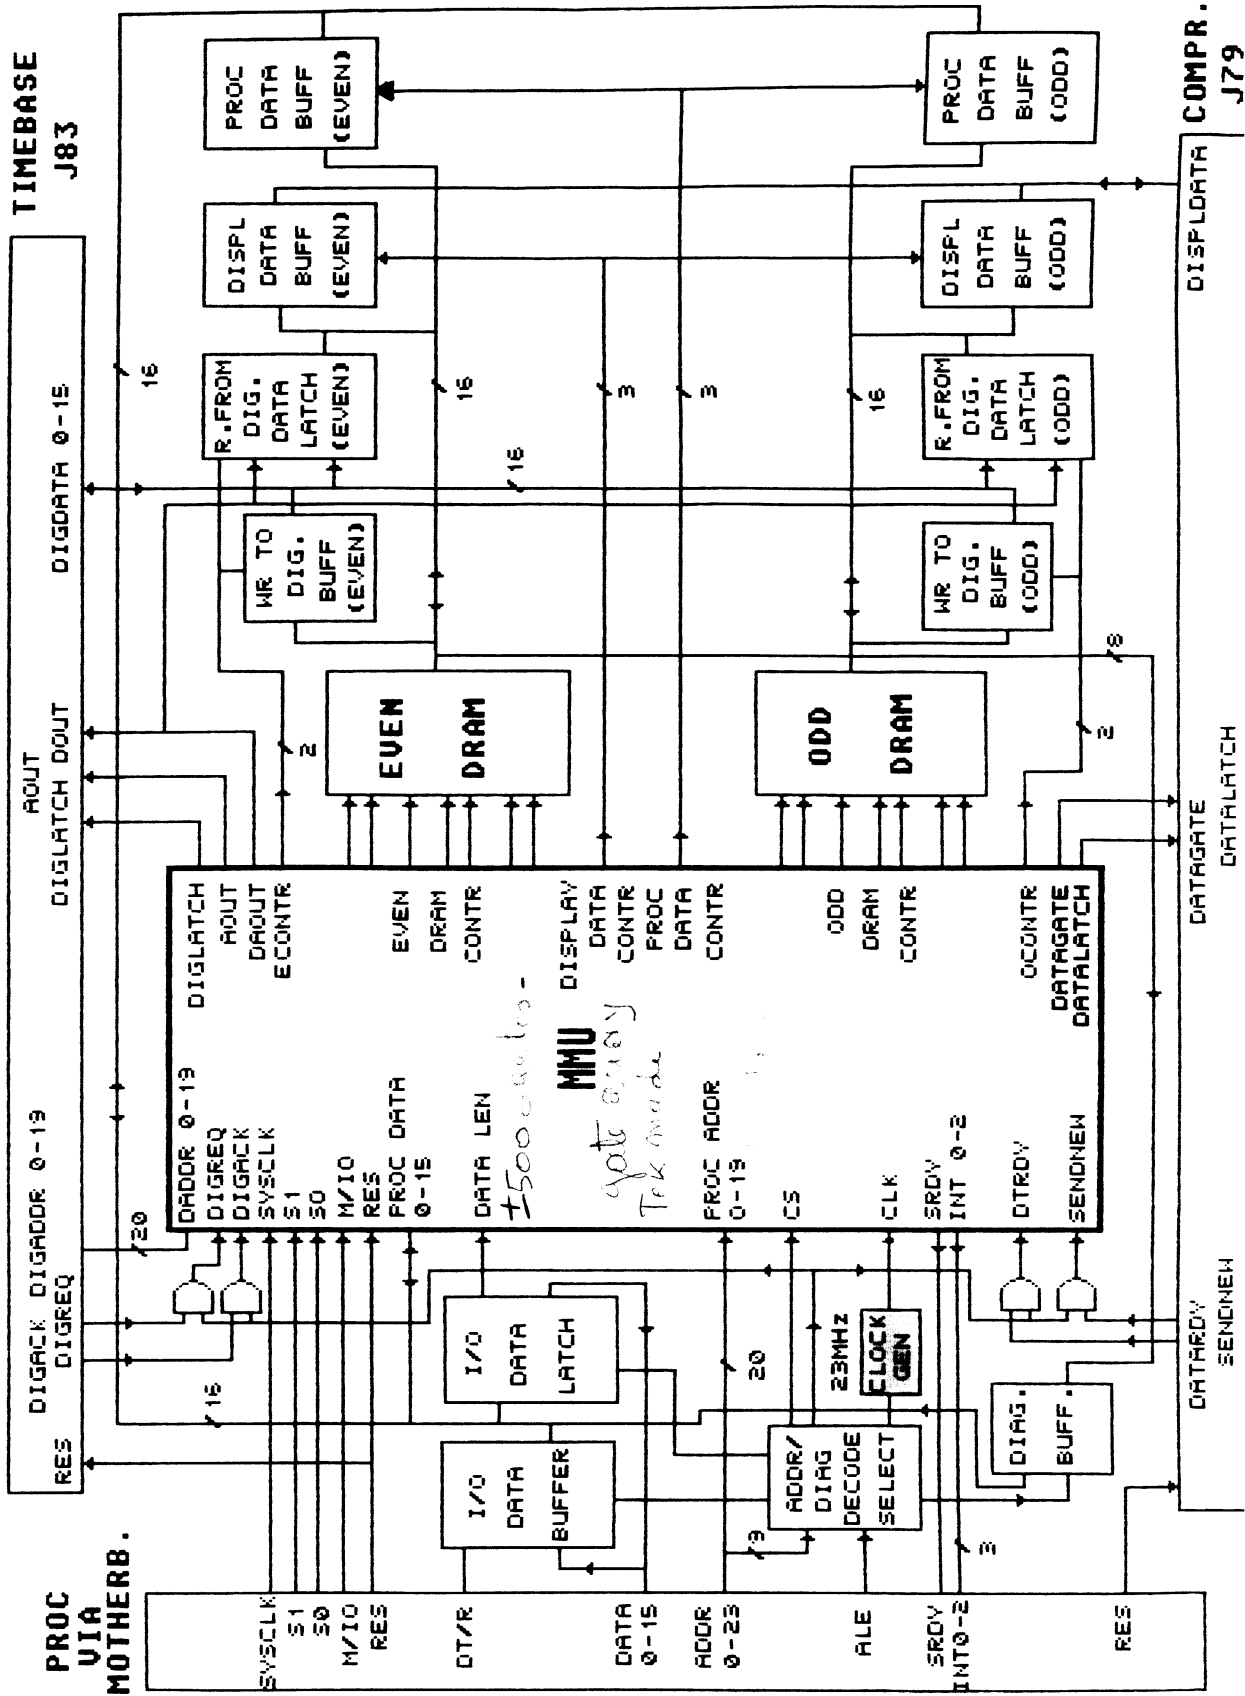 PROC
VIA
MOTHERB.
TIMEBASE
J83
RES
DIGACK DIGADDR 0-19
DIGREQ
AOUT
DIGLATCH DOUT
DIGDATA 0-15
SYSCLK
S1
S0
M/IO
RES
DT/R
DATA
0-15
ADDR
0-23
ALE
SRDY
INT0-2
RES
16
20
I/O
DATA
BUFFER
I/O
DATA
LATCH
ADDR/
DIAG
DECODE
SELECT
9
20
23MHz
CLOCK
GEN
3
DIAG.
BUFF.
DADDR 0-19
DIGREQ
DIGACK
SYSCLK
S1
S0
M/IO
RES
PROC DATA
0-15
DATA LEN
PROC ADDR
0-19
CS
CLK
SRDY
INT 0-2
DTRDY
SENDNEW
±5000
MMU
gate array
Tek made
DIGLATCH
AOUT
DAOUT
ECONTR
EVEN
DRAM
CONTR
DISPLAY
DATA
CONTR
PROC
DATA
CONTR
ODD
DRAM
CONTR
OCONTR
DATAGATE
DATALATCH
2
EVEN
DRAM
ODD
DRAM
2
8
WR TO
DIG.
BUFF
(EVEN)
WR TO
DIG.
BUFF
(ODD)
16
R.FROM
DIG.
DATA
LATCH
(EVEN)
16
3
3
16
R.FROM
DIG.
DATA
LATCH
(ODD)
16
DISPL
DATA
BUFF
(EVEN)
DISPL
DATA
BUFF
(ODD)
PROC
DATA
BUFF
(EVEN)
PROC
DATA
BUFF
(ODD)
DATARDY
SENDNEW
DATAGATE
DATALATCH
DISPLDATA
COMPR.
J79